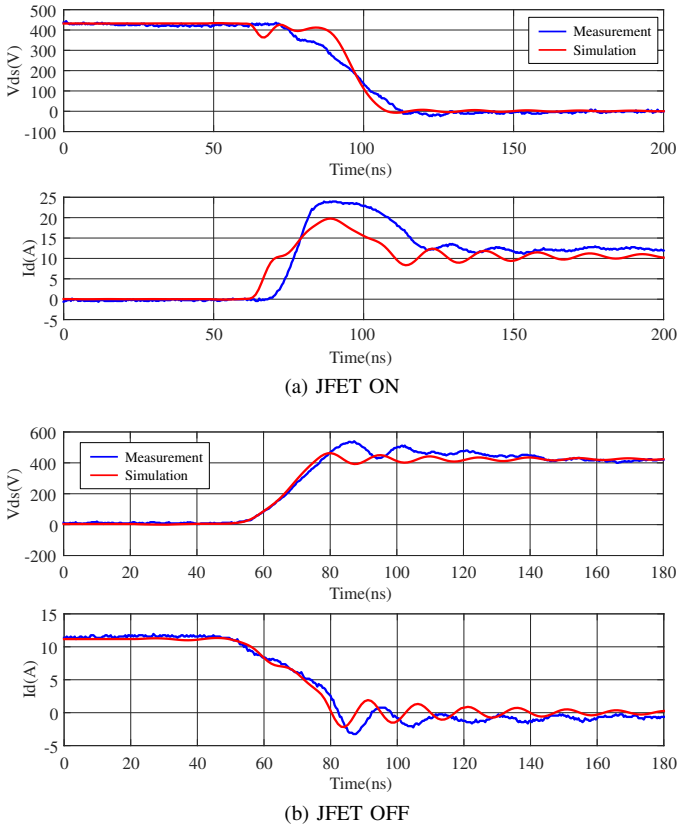 500
400
300
200
100
0
-100
Vds(V)
Measurement
Simulation
0 50 100 150 200
Time(ns)
25
20
15
10
5
0
-5
Id(A)
0 50 100 150 200
Time(ns)
(a) JFET ON
600
400
200
0
-200
Vds(V)
Measurement
Simulation
0 20 40 60 80 100 120 140 160 180
Time(ns)
15
10
5
0
-5
Id(A)
0 20 40 60 80 100 120 140 160 180
Time(ns)
(b) JFET OFF